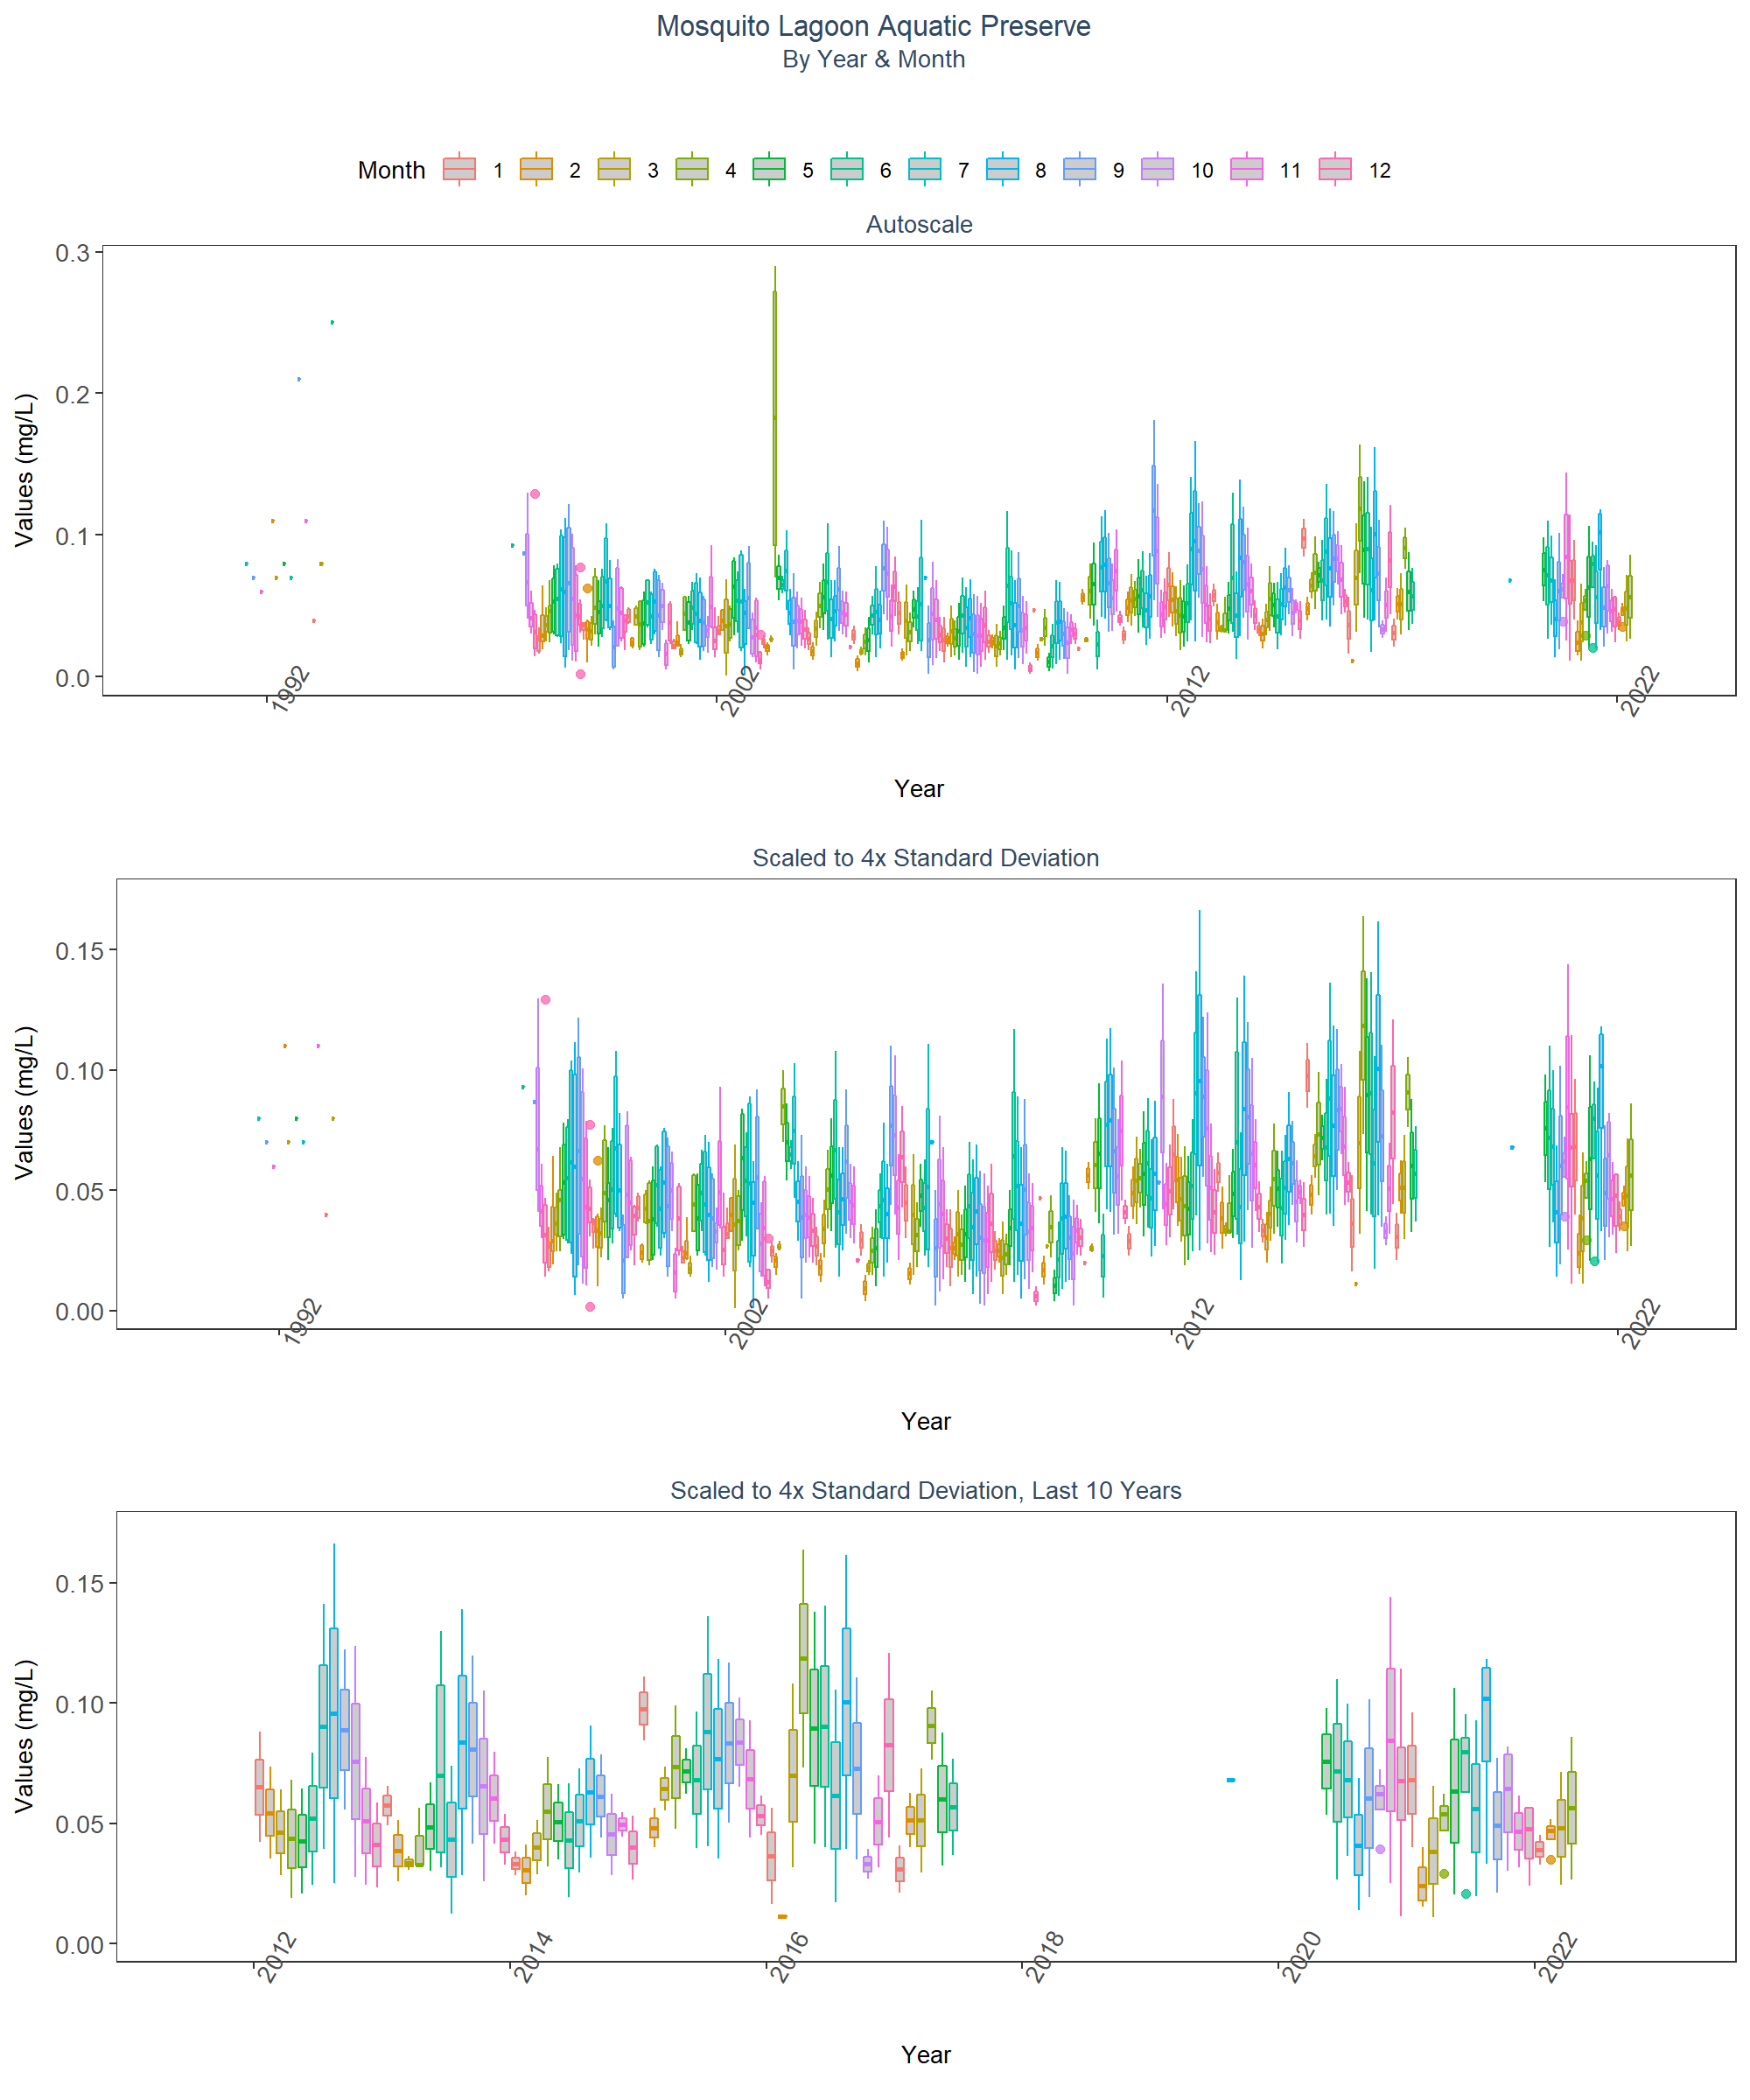 Mosquito Lagoon Aquatic Preserve
By Year & Month
Month 1 2 3 4 5 6 7 8 9 10 11 12
Autoscale
Values (mg/L)
0.3
0.2
0.1
0.0
1992 2002 2012 2022
Year
Scaled to 4x Standard Deviation
Values (mg/L)
0.15
0.10
0.05
0.00
1992 2002 2012 2022
Year
Scaled to 4x Standard Deviation, Last 10 Years
Values (mg/L)
0.15
0.10
0.05
0.00
2012 2014 2016 2018 2020 2022
Year